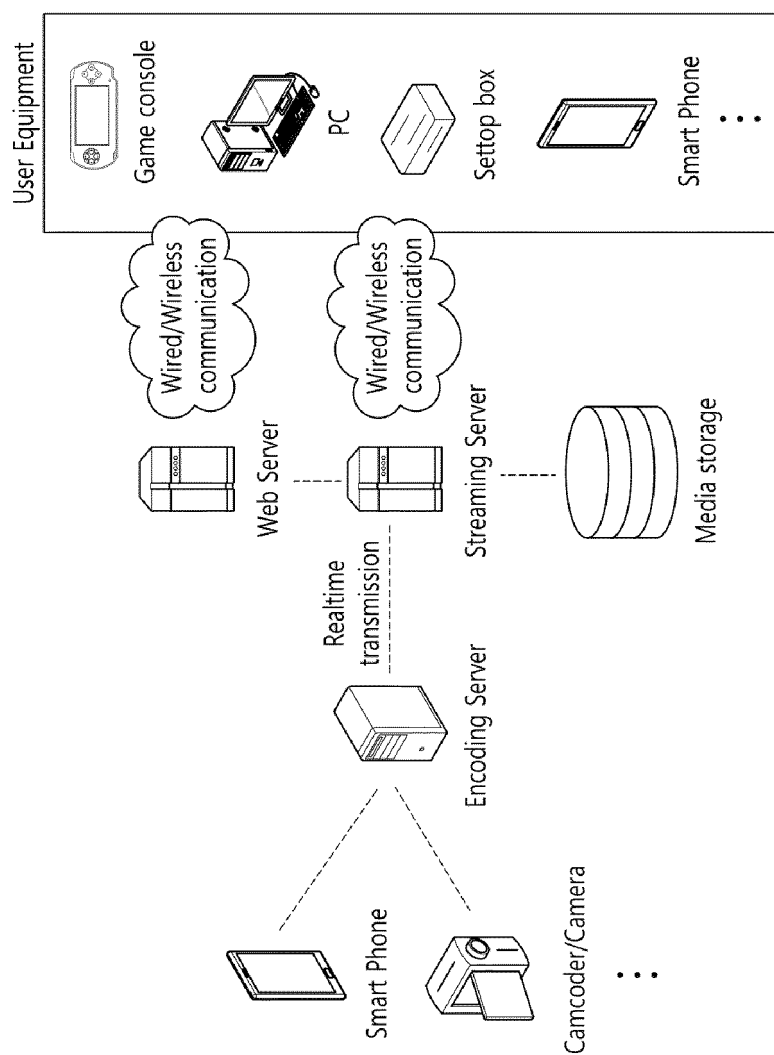 User Equipment
Game console
PC
Settop box
Smart Phone
Wired/Wireless
communication
Wired/Wireless
communication
Web Server
Streaming Server
Media storage
Realtime
transmission
Encoding Server
Smart Phone
Camcoder/Camera